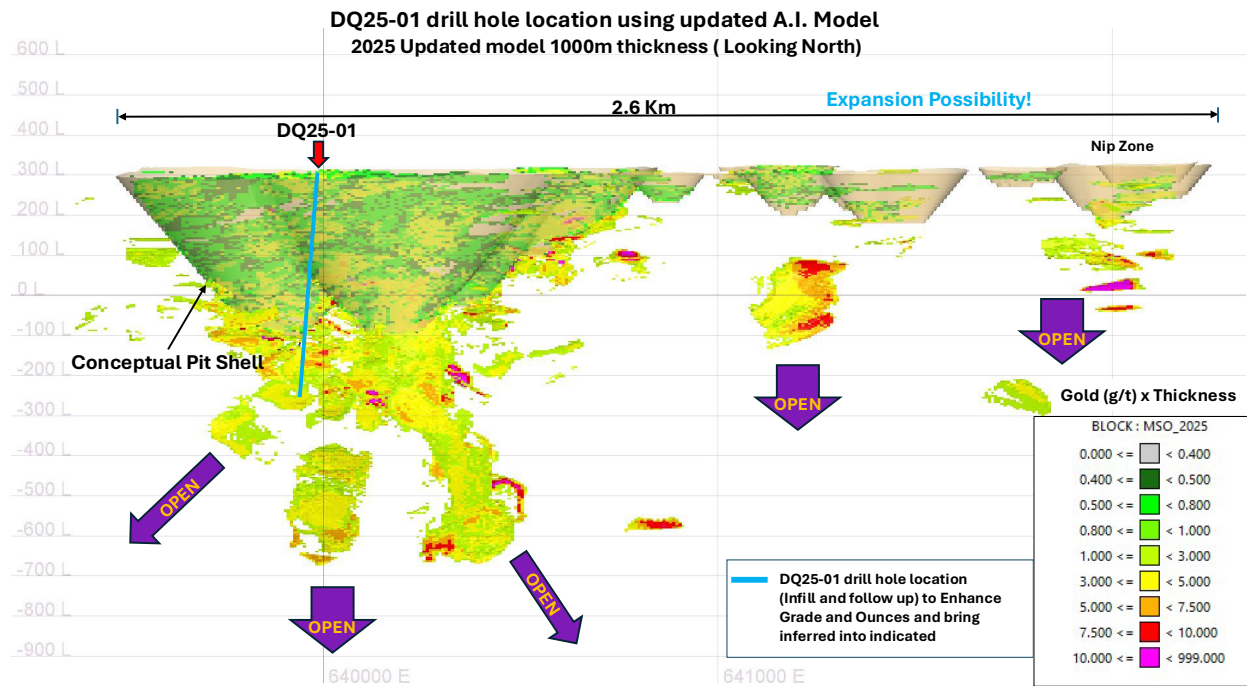 DQ25-01 drill hole location using updated A.I. Model
2025 Updated model 1000m thickness ( Looking North)
600 L
500 L
400 L
300 L
200 L
100 L
0 L
-100 L
-200 L
-300 L
-400 L
-500 L
-600 L
-700 L
-800 L
-900 L
2.6 Km
Expansion Possibility!
DQ25-01
Nip Zone
Conceptual Pit Shell
OPEN
OPEN
OPEN
OPEN
OPEN
Gold (g/t) x Thickness
BLOCK : MSO_2025
0.000 <= < 0.400
0.400 <= < 0.500
0.500 <= < 0.800
0.800 <= < 1.000
1.000 <= < 3.000
3.000 <= < 5.000
5.000 <= < 7.500
7.500 <= < 10.000
10.000 <= < 999.000
DQ25-01 drill hole location
(Infill and follow up) to Enhance
Grade and Ounces and bring
inferred into indicated
640000 E
641000 E